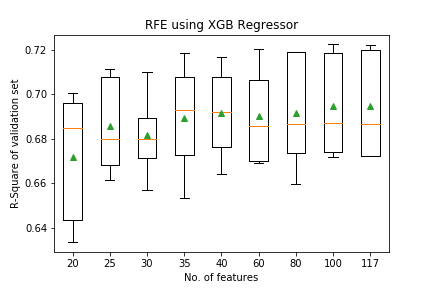 RFE using XGB Regressor
R-Square of validation set
0.72
0.70
0.68
0.66
0.64
20 25 30 35 40 60 80 100 117
No. of features